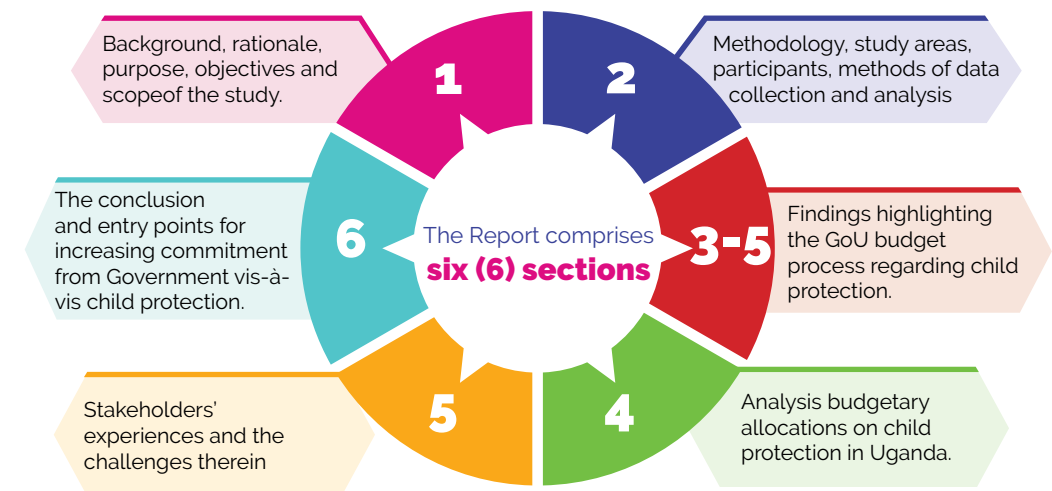 Background, rationale,
purpose, objectives and
scopeof the study.
1
2
Methodology, study areas,
participants, methods of data
collection and analysis
The conclusion
and entry points for
increasing commitment
from Government vis-à-
vis child protection.
6
The Report comprises
six (6) sections
3-5
Findings highlighting
the GoU budget
process regarding child
protection.
Stakeholders'
experiences and the
challenges therein
5
4
Analysis budgetary
allocations on child
protection in Uganda.